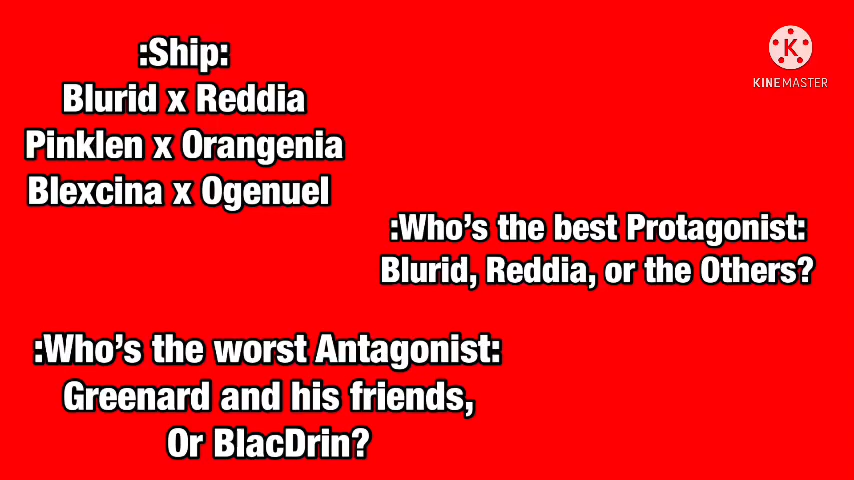 :Ship:
Blurid x Reddia
Pinklen x Orangenia
Blexcina x Ogenuel
KINEMASTER
:Who's the best Protagonist:
Blurid, Reddia, or the Others?
:Who's the worst Antagonist:
Greenard and his friends,
Or BlacDrin?